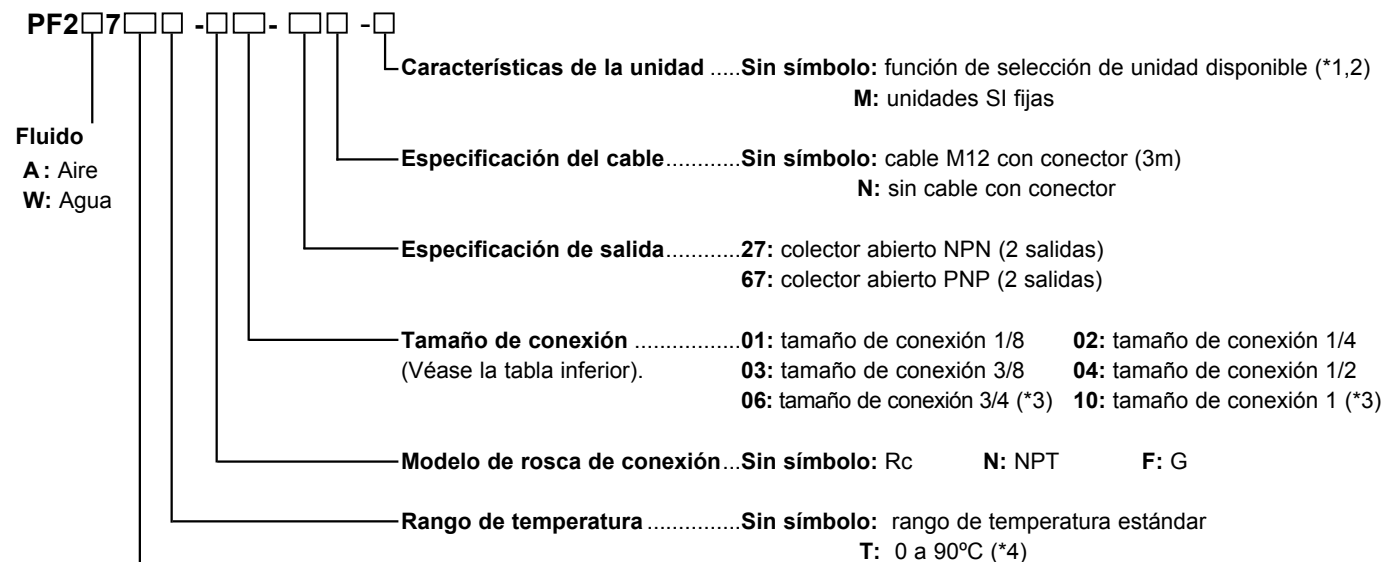 PF2□7□□ -□□- □□ -□
Características de la unidad .....Sin símbolo: función de selección de unidad disponible (*1,2)
M: unidades SI fijas
Fluido
A : Aire
W: Agua
Especificación del cable............Sin símbolo: cable M12 con conector (3m)
N: sin cable con conector
Especificación de salida............27: colector abierto NPN (2 salidas)
67: colector abierto PNP (2 salidas)
Tamaño de conexión .................01: tamaño de conexión 1/8 02: tamaño de conexión 1/4
(Véase la tabla inferior). 03: tamaño de conexión 3/8 04: tamaño de conexión 1/2
06: tamaño de conexión 3/4 (*3) 10: tamaño de conexión 1 (*3)
Modelo de rosca de conexión...Sin símbolo: Rc N: NPT F: G
Rango de temperatura ...............Sin símbolo: rango de temperatura estándar
T: 0 a 90ºC (*4)